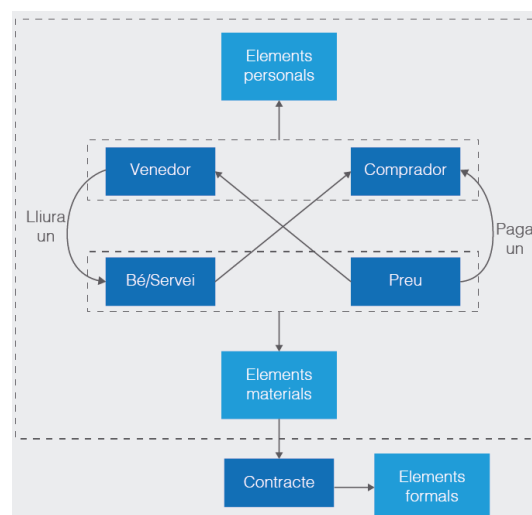 Elements
personals
Venedor
Comprador
Lliura
un
Paga
un
Bé/Servei
Preu
Elements
materials
Contracte
Elements
formals